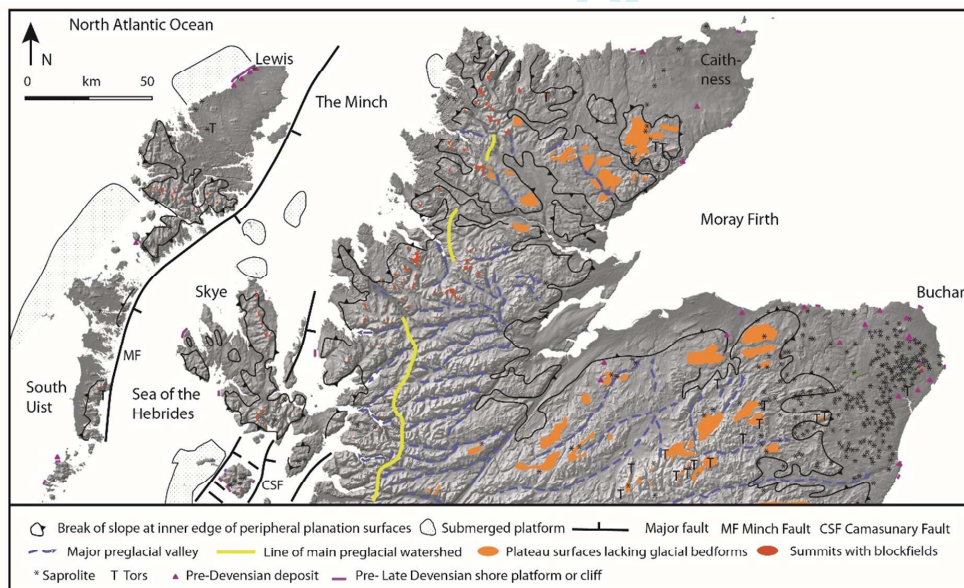 North Atlantic Ocean
N
0 km 50
Lewis
The Minch
Caith-
ness
Moray Firth
Skye
Buchan
MF
South
Uist
Sea of the
Hebrides
CSF
T
T T
T
T
T
T
T
T
T
T
T
Break of slope at inner edge of peripheral planation surfaces Submerged platform Major fault MF Minch Fault CSF Camasunary Fault
Major preglacial valley Line of main preglacial watershed Plateau surfaces lacking glacial bedforms Summits with blockfields
* Saprolite T Tors Pre-Devensian deposit Pre- Late Devensian shore platform or cliff